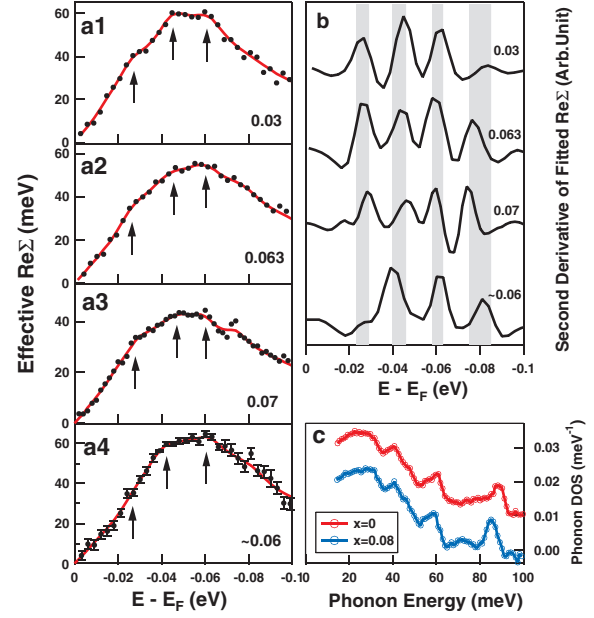 a1
60
40
20
0
0.03
a2
60
40
20
0
0.063
a3
40
20
0
0.07
a4
60
40
20
0
~0.06
0 -0.02 -0.04 -0.06 -0.08 -0.10
E - EF (eV)
Effective ReΣ (meV)
b
0.03
0.063
0.07
~0.06
0 -0.02 -0.04 -0.06 -0.08 -0.1
E - EF (eV)
Second Derivative of Fitted ReΣ (Arb.Unit)
c
x=0
x=0.08
0.03
0.02
0.01
0.00
Phonon DOS (meV⁻¹)
20 40 60 80 100
Phonon Energy (meV)